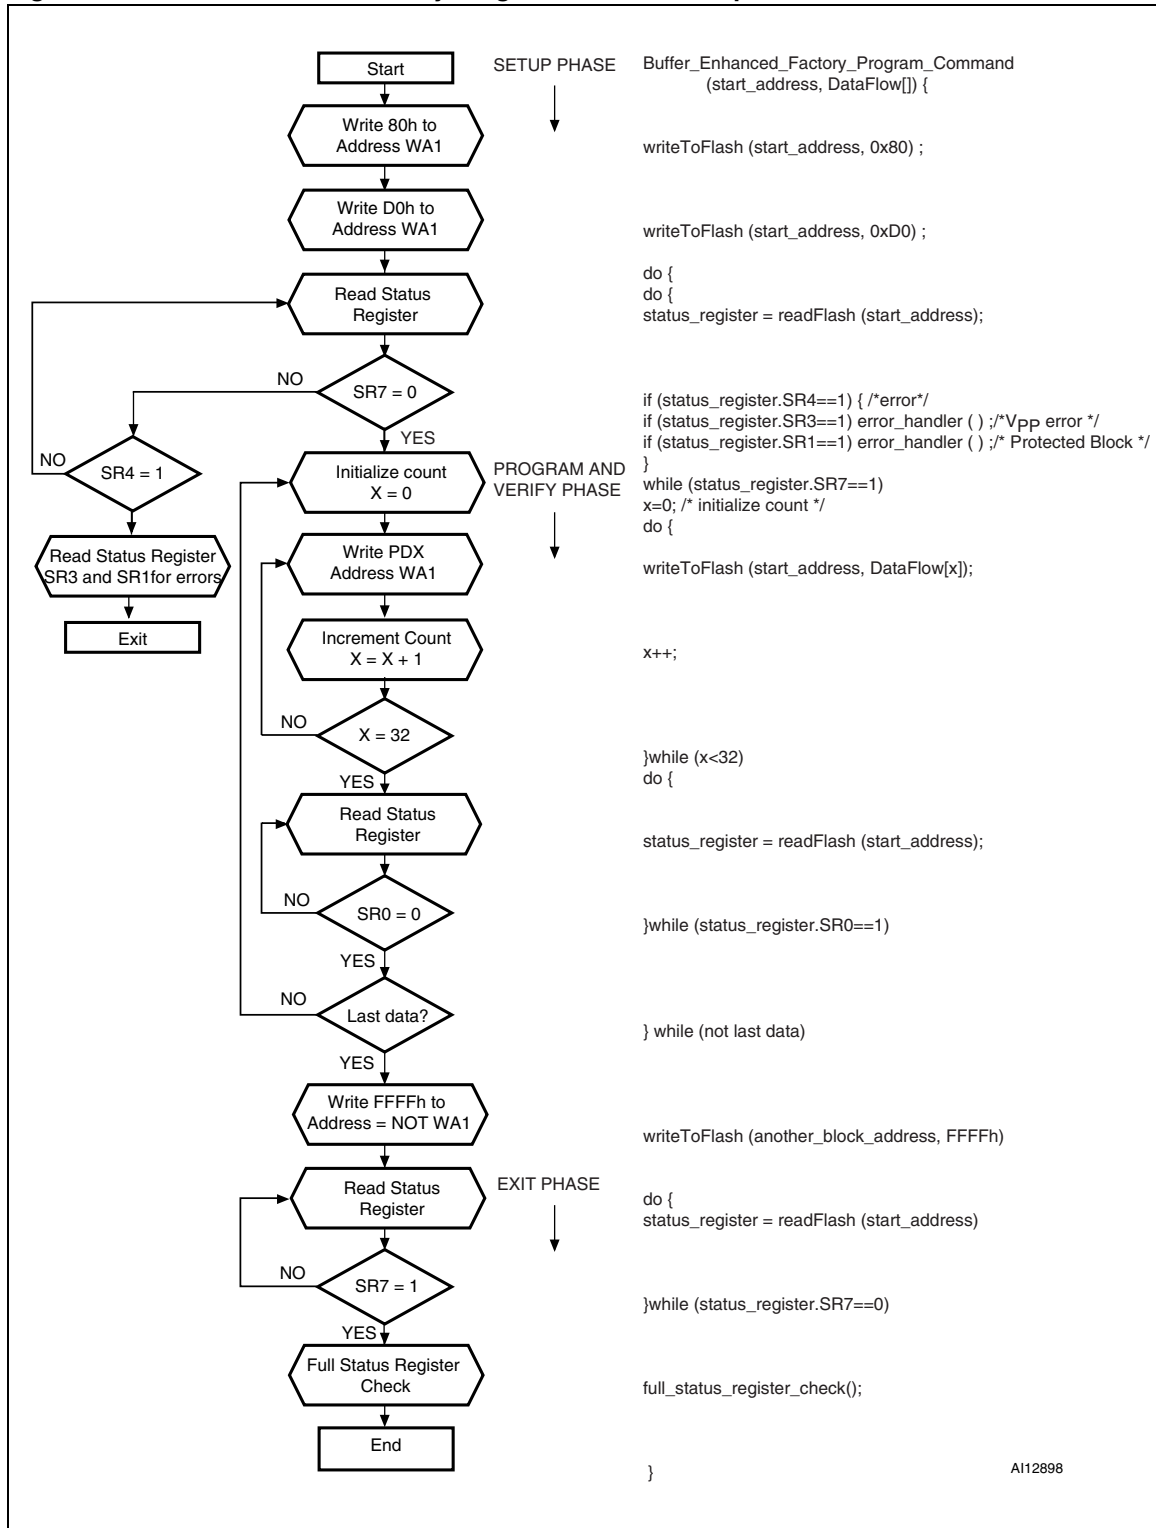 Start
SETUP PHASE
Buffer_Enhanced_Factory_Program_Command
(start_address, DataFlow[]) {
Write 80h to
Address WA1
writeToFlash (start_address, 0x80) ;
Write D0h to
Address WA1
writeToFlash (start_address, 0xD0) ;
do {
do {
Read Status
Register
status_register = readFlash (start_address);
NO
SR7 = 0
YES
if (status_register.SR4==1) { /*error*/
if (status_register.SR3==1) error_handler ( ) ;/*VPP error */
if (status_register.SR1==1) error_handler ( ) ;/* Protected Block */
}
NO
SR4 = 1
Initialize count
X = 0
PROGRAM AND
VERIFY PHASE
while (status_register.SR7==1)
x=0; /* initialize count */
do {
Read Status Register
SR3 and SR1for errors
Write PDX
Address WA1
writeToFlash (start_address, DataFlow[x]);
Exit
Increment Count
X = X + 1
x++;
NO
X = 32
YES
}while (x<32)
do {
Read Status
Register
status_register = readFlash (start_address);
NO
SR0 = 0
YES
}while (status_register.SR0==1)
NO
Last data?
YES
} while (not last data)
Write FFFFh to
Address = NOT WA1
writeToFlash (another_block_address, FFFFh)
Read Status
Register
EXIT PHASE
do {
status_register = readFlash (start_address)
NO
SR7 = 1
YES
}while (status_register.SR7==0)
Full Status Register
Check
full_status_register_check();
End
}
AI12898